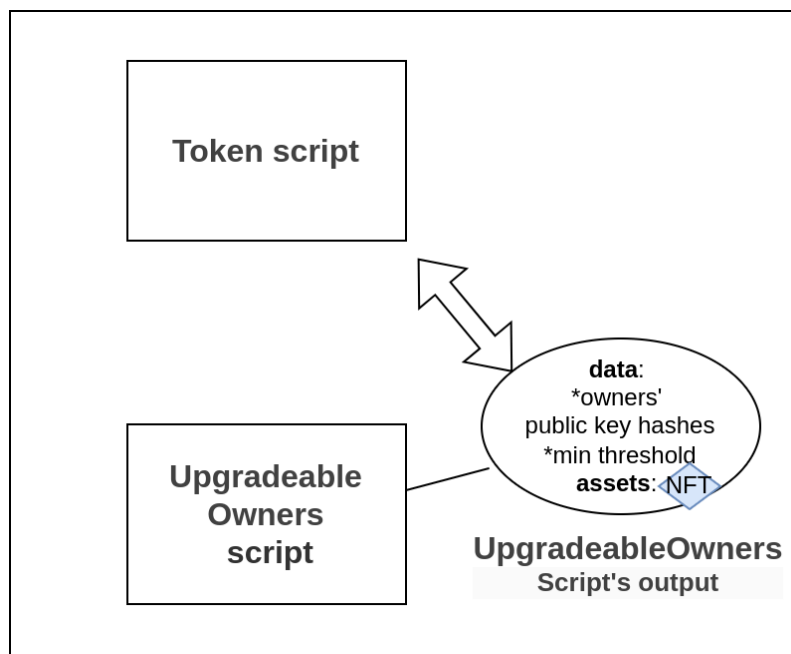 Token script
data:
*owners'
public key hashes
*min threshold
assets: NFT
Upgradeable
Owners
script
UpgradeableOwners
Script's output